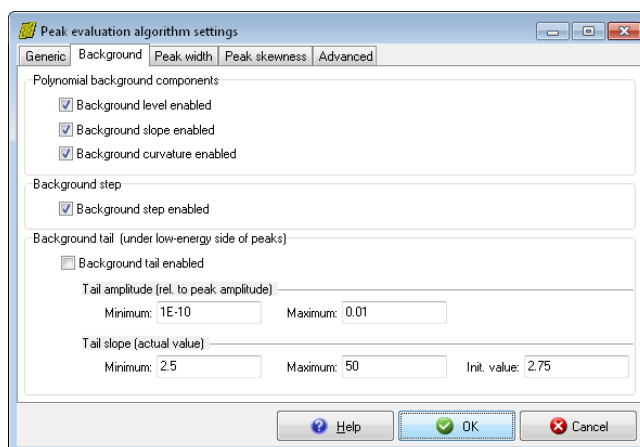 Peak evaluation algorithm settings
Generic Background Peak width Peak skewness Advanced
Polynomial background components
Background level enabled
Background slope enabled
Background curvature enabled
Background step
Background step enabled
Background tail (under low-energy side of peaks)
Background tail enabled
Tail amplitude (rel. to peak amplitude)
Minimum: 1E-10 Maximum: 0.01
Tail slope (actual value)
Minimum: 2.5 Maximum: 50 Init. value: 2.75
Help OK Cancel